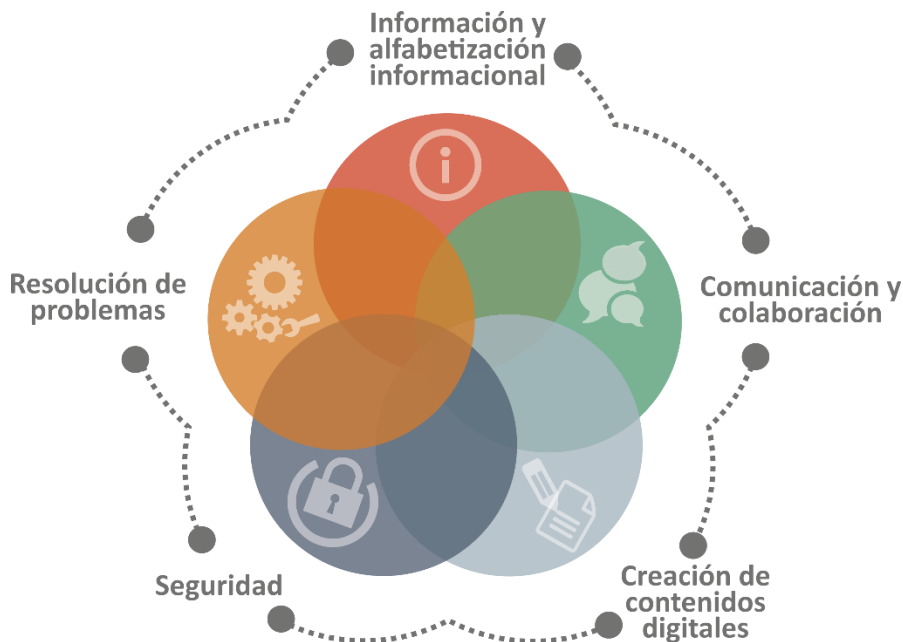 Información y
alfabetización
informacional
Resolución de
problemas
Comunicación y
colaboración
Seguridad
Creación de
contenidos
digitales